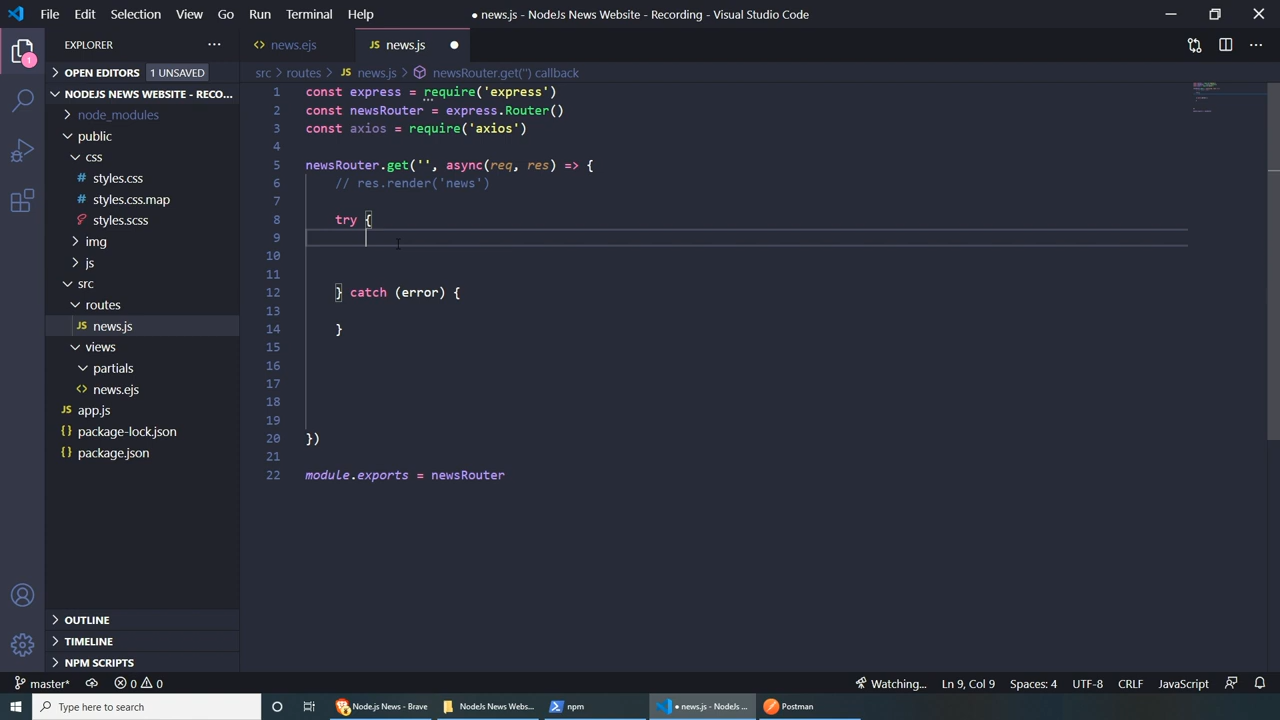 File Edit Selection View Go Run Terminal Help
● news.js - NodeJs News Website - Recording - Visual Studio Code
EXPLORER
news.ejs
JS news.js
OPEN EDITORS 1 UNSAVED
src > routes > JS news.js > newsRouter.get('') callback
NODEJS NEWS WEBSITE - RECO...
node_modules
public
css
# styles.css
# styles.css.map
styles.scss
img
js
src
routes
JS news.js
views
partials
news.ejs
JS app.js
{} package-lock.json
{} package.json
OUTLINE
TIMELINE
NPM SCRIPTS
1
1 const express = require('express')
2 const newsRouter = express.Router()
3 const axios = require('axios')
4
5 newsRouter.get('', async(req, res) => {
6 // res.render('news')
7
8 try {
9
10
11
12 } catch (error) {
13
14 }
15
16
17
18
19
20 })
21
22 module.exports = newsRouter
master* 0 0
Watching... Ln 9, Col 9 Spaces: 4 UTF-8 CRLF JavaScript
Type here to search
Node.js News - Brave
NodeJs News Webs...
npm
● news.js - NodeJs ...
Postman